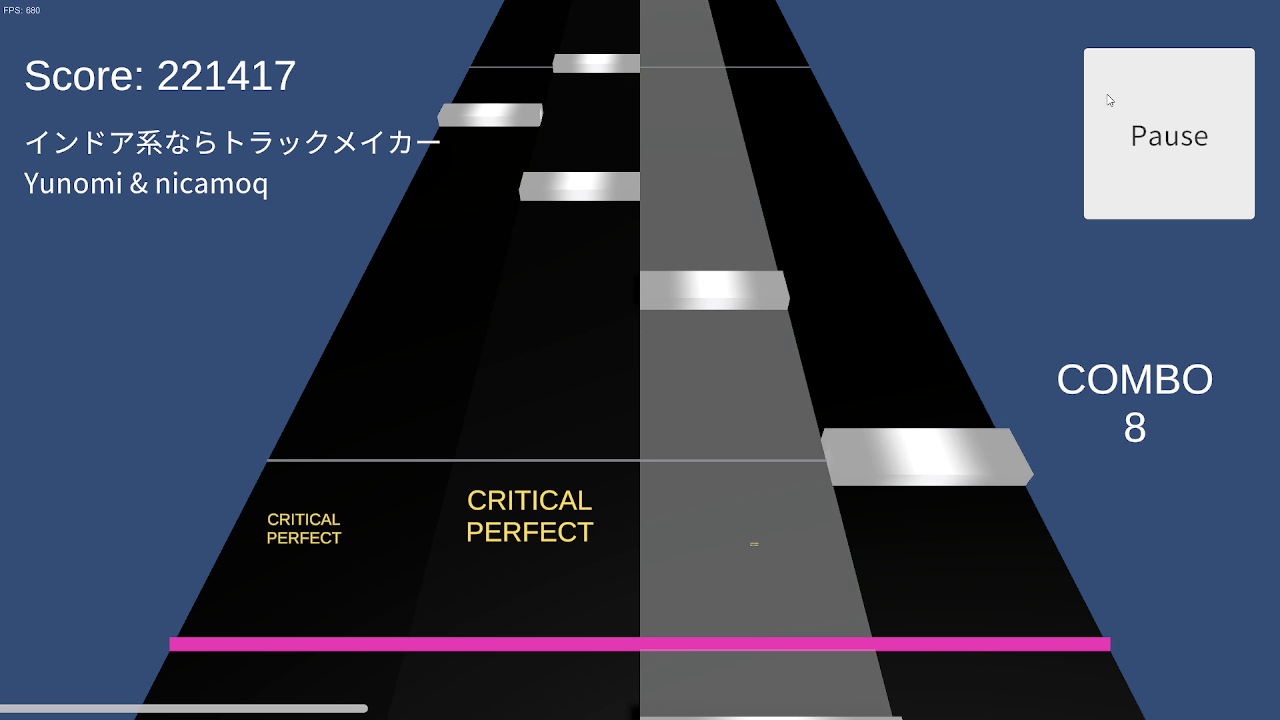 FPS: 680
Score: 221417
インドア系ならトラックメイカー
Yunomi & nicamoq
Pause
COMBO
8
CRITICAL
PERFECT
CRITICAL
PERFECT